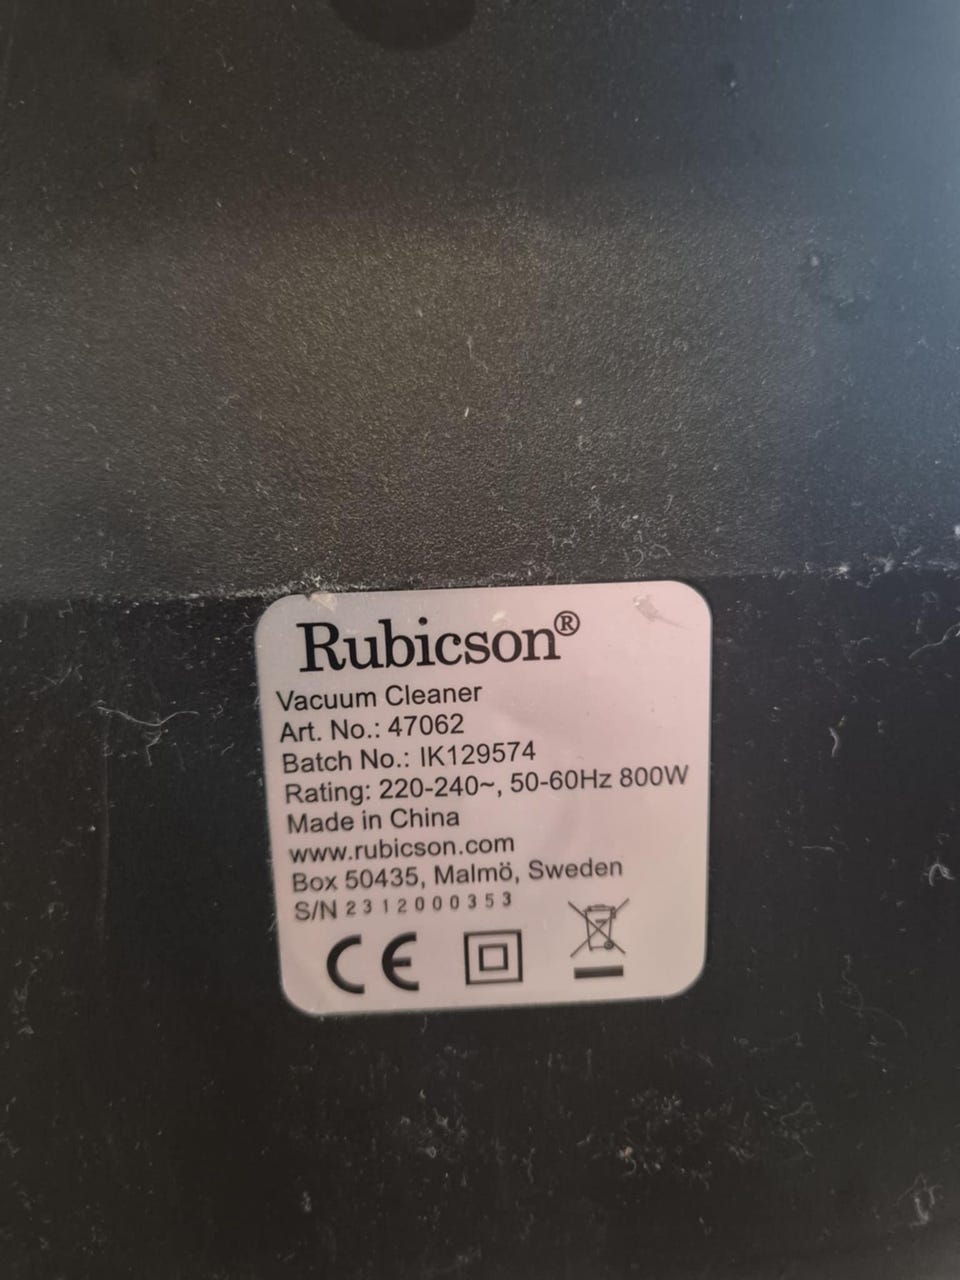 Rubicson®
Vacuum Cleaner
Art. No.: 47062
Batch No.: IK129574
Rating: 220-240~, 50-60Hz 800W
Made in China
www.rubicson.com
Box 50435, Malmö, Sweden
S/N 2312000353
CE